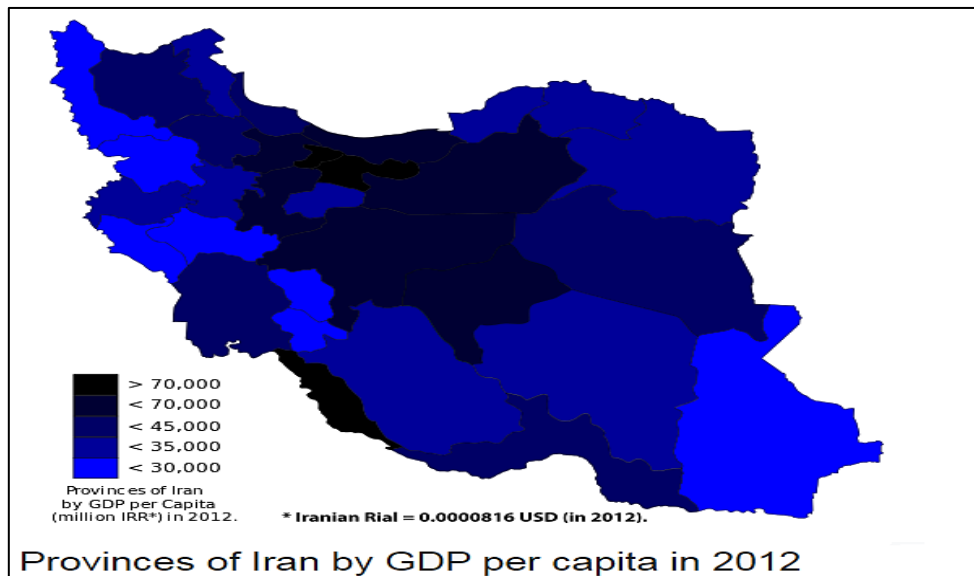 > 70,000
< 70,000
< 45,000
< 35,000
< 30,000
Provinces of Iran
by GDP per Capita
(million IRR*) in 2012.
* Iranian Rial = 0.0000816 USD (in 2012).
Provinces of Iran by GDP per capita in 2012